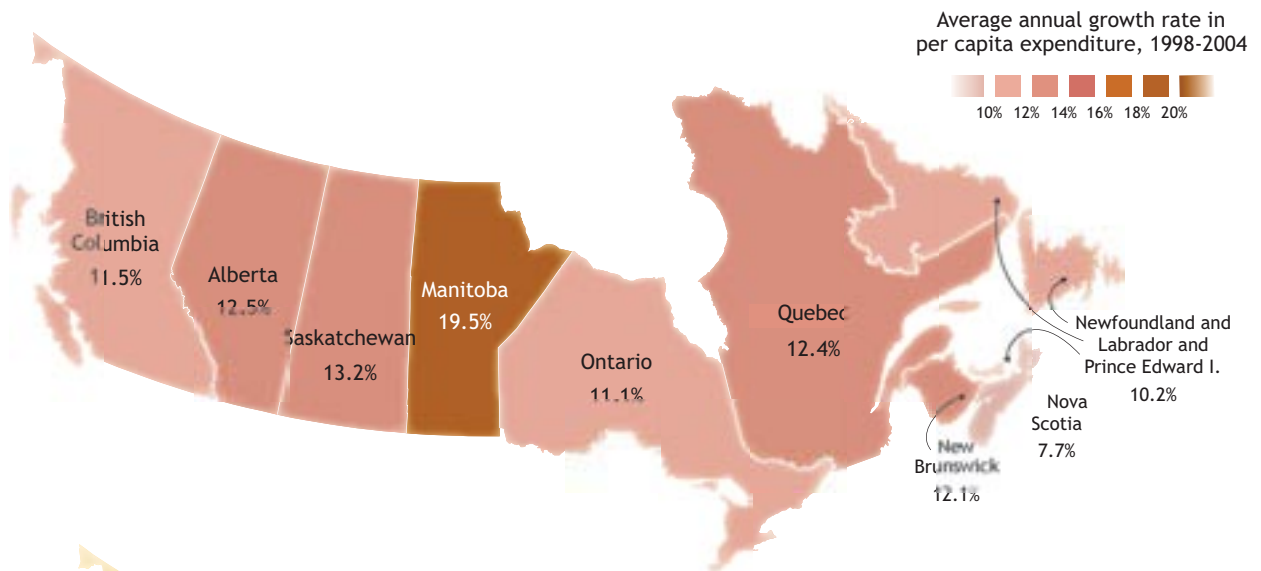 Average annual growth rate in
per capita expenditure, 1998-2004
10% 12% 14% 16% 18% 20%
British
Columbia
11.5%
Alberta
12.5%
Saskatchewan
13.2%
Manitoba
19.5%
Ontario
11.1%
Quebec
12.4%
Newfoundland and
Labrador and
Prince Edward I.
10.2%
Nova
Scotia
7.7%
New
Brunswick
12.1%